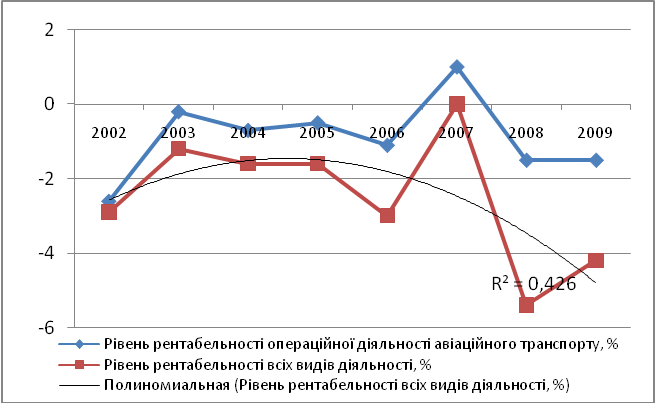 2
0
-2
-4
-6
2002 2003 2004 2005 2006 2007 2008 2009
R² = 0,426
Рівень рентабельності операційної діяльності авіаційного транспорту, %
Рівень рентабельності всіх видів діяльності, %
Полиномиальная (Рівень рентабельності всіх видів діяльності, %)